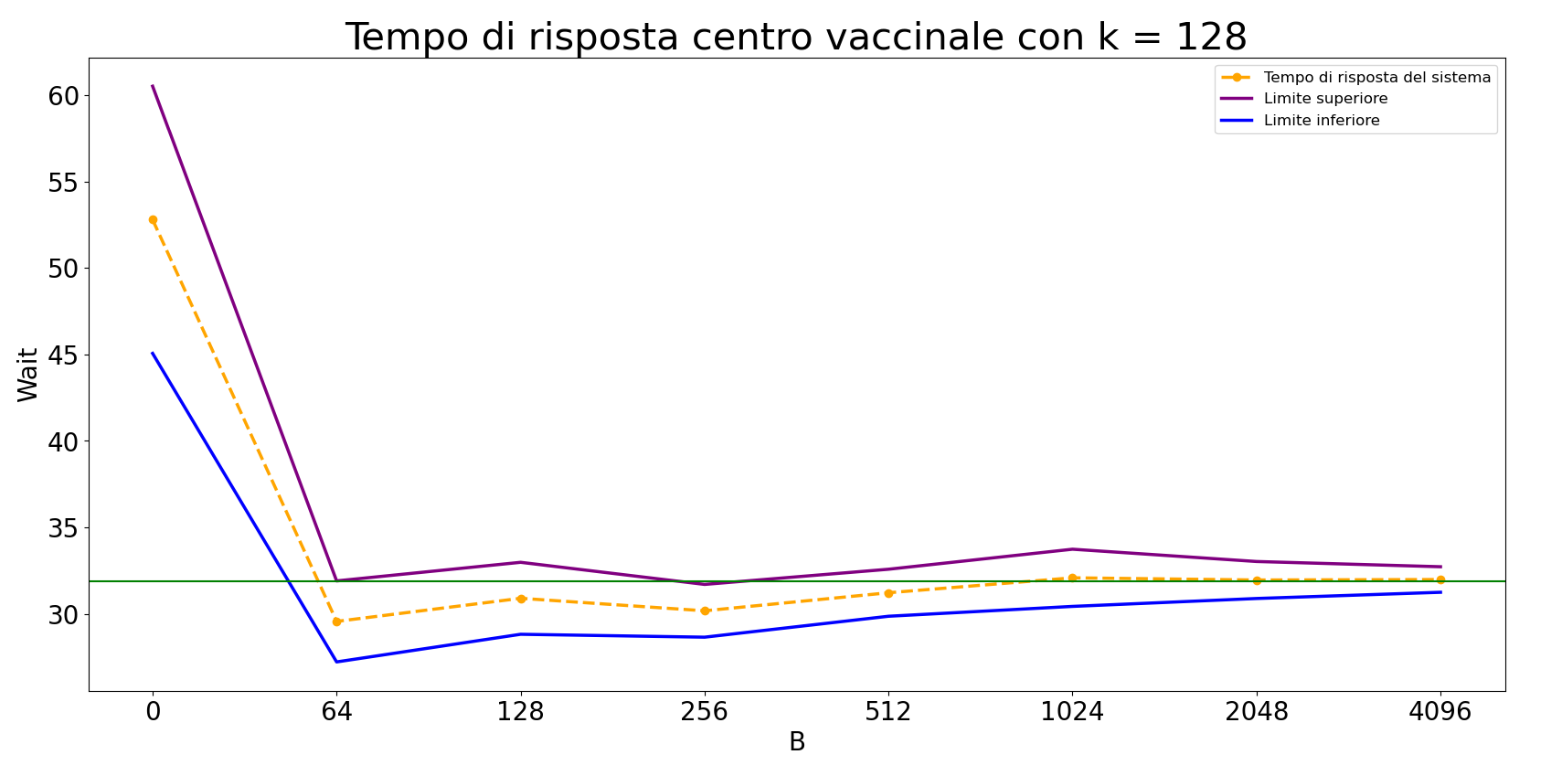 Tempo di risposta centro vaccinale con k = 128
Tempo di risposta del sistema
Limite superiore
Limite inferiore
60
55
50
45
40
35
30
Wait
0 64 128 256 512 1024 2048 4096
B